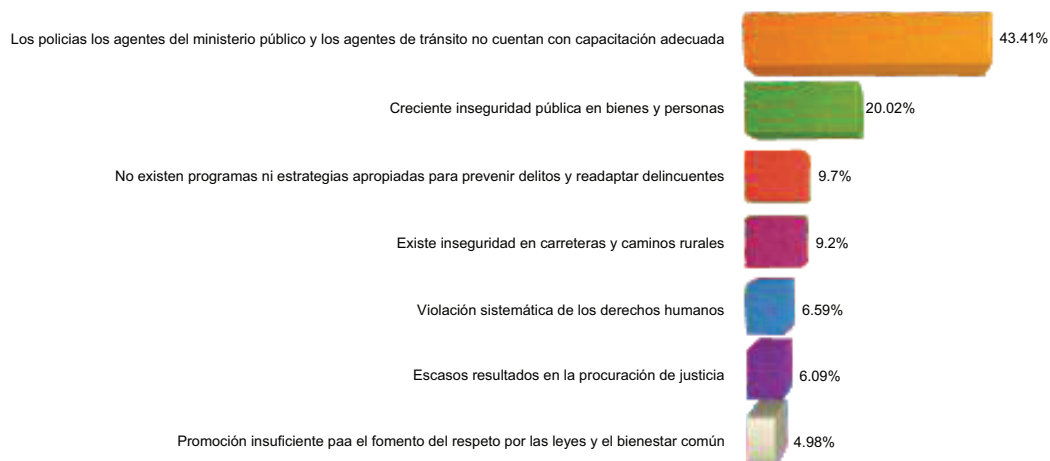 Los policias los agentes del ministerio público y los agentes de tránsito no cuentan con capacitación adecuada 43.41%
Creciente inseguridad pública en bienes y personas 20.02%
No existen programas ni estrategias apropiadas para prevenir delitos y readaptar delincuentes 9.7%
Existe inseguridad en carreteras y caminos rurales 9.2%
Violación sistemática de los derechos humanos 6.59%
Escasos resultados en la procuración de justicia 6.09%
Promoción insuficiente paa el fomento del respeto por las leyes y el bienestar común 4.98%